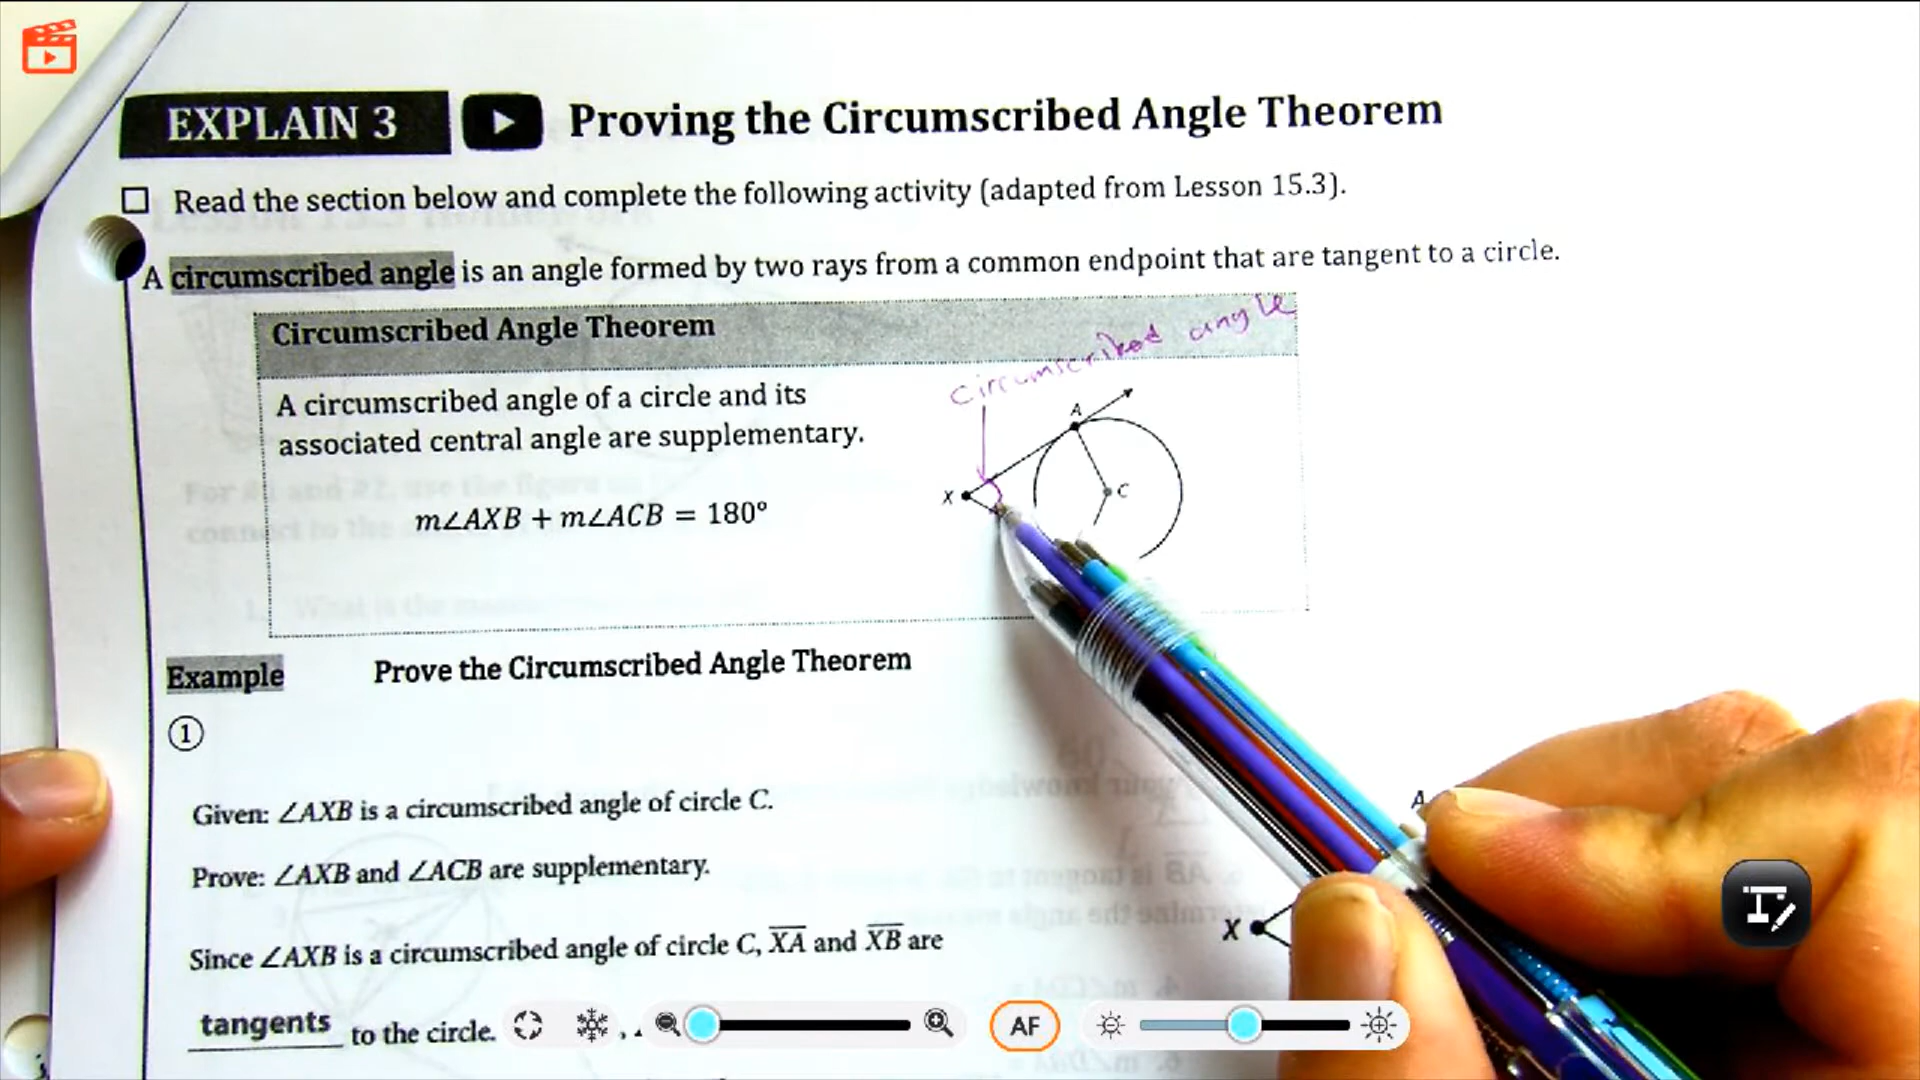 EXPLAIN 3 Proving the Circumscribed Angle Theorem
Read the section below and complete the following activity (adapted from Lesson 15.3).
A circumscribed angle is an angle formed by two rays from a common endpoint that are tangent to a circle.
Circumscribed Angle Theorem
circumscribed angle
A circumscribed angle of a circle and its
associated central angle are supplementary.
m∠AXB + m∠ACB = 180°
A
X
C
Example Prove the Circumscribed Angle Theorem
①
Given: ∠AXB is a circumscribed angle of circle C.
A
Prove: ∠AXB and ∠ACB are supplementary.
X
Since ∠AXB is a circumscribed angle of circle C, X̅A̅ and X̅B̅ are
tangents to the circle.
AF